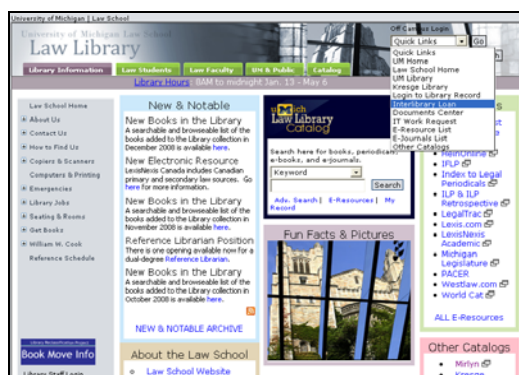 University of Michigan | Law School
University of Michigan
Law Library
Off Campus Login
Quick Links
Go
Quick Links
UM Home
Law School Home
UM Library
Kresge Library
Login to Library Record
Interlibrary Loan
Documents Center
IT Work Request
E-Resource List
E-Journals List
Other Catalogs
Library Information
Law Students
Law Faculty
UM & Public
Catalog
Library Hours 8AM to midnight Jan. 13 - May 6
Law School Home
About Us
Contact Us
How to Find Us
Copiers & Scanners
Computers & Printing
Emergencies
Library Jobs
Seating & Rooms
Get Books
William W. Cook
Reference Schedule
Book Move Info
Library Staff Login
New & Notable
New Books in the Library
A searchable and browseable list of the
books added to the Library collection in
December 2008 is available here.
New Electronic Resource
LexisNexis Canada includes Canadian
primary and secondary law sources. Go
here for more information.
New Books in the Library
A searchable and browseable list of the
books added to the Library collection in
November 2008 is available here.
Reference Librarian Position
There is one opening available now for a
dual-degree Reference Librarian.
New Books in the Library
A searchable and browseable list of the
books added to the Library collection in
October 2008 is available here.
NEW & NOTABLE ARCHIVE
About the Law School
Law School Website
UMich
Law Library
Catalog
Search here for books, periodicals,
e-books, and e-journals.
Keyword
Search
Adv. Search | E-Resources | My
Record
Fun Facts & Pictures
HeinOnline
IFLP
Index to Legal
Periodicals
ILP & ILP
Retrospective
LegalTrac
Lexis.com
LexisNexis
Academic
Michigan
Legislature
PACER
Westlaw.com
World Cat
ALL E-Resources
Other Catalogs
Mirlyn
Kresge